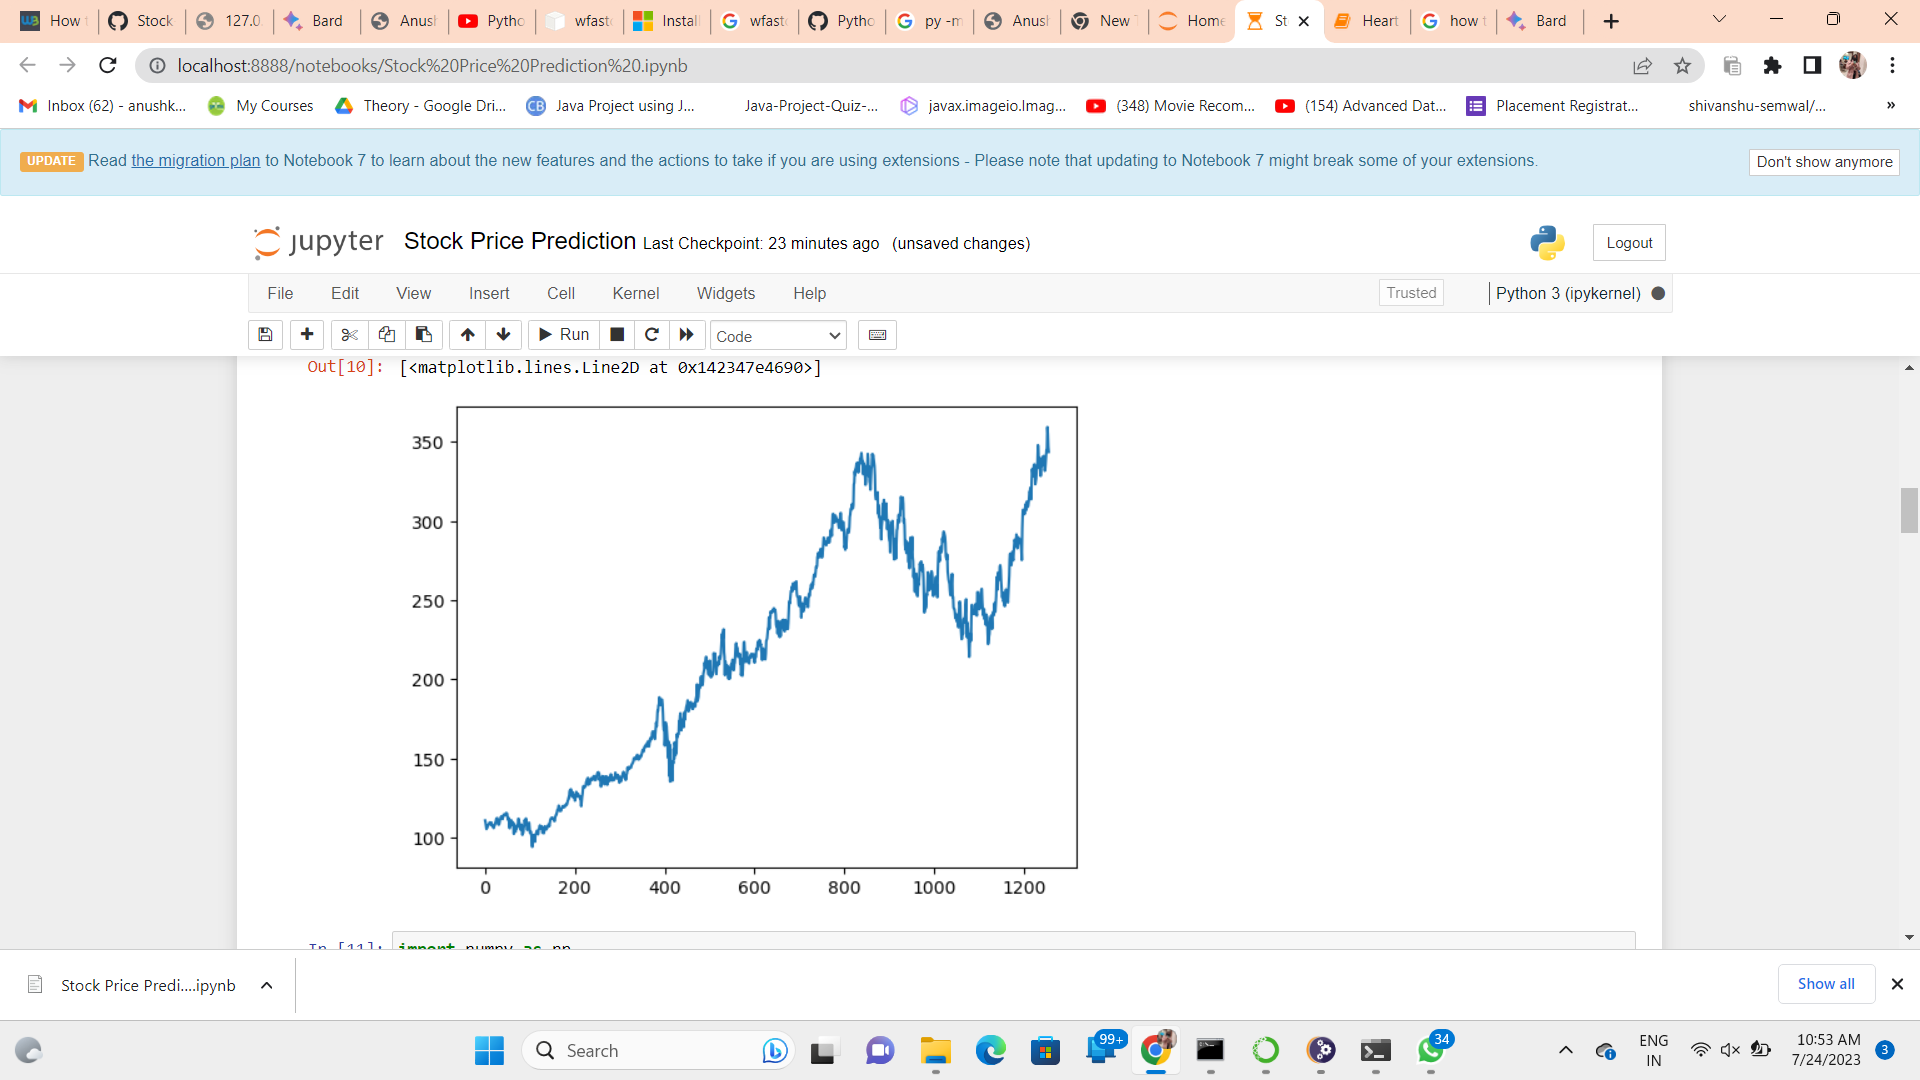 How t
Stock
127.0.
Bard
Anush
Pytho
wfast
Install
wfast
Pytho
py -m
Anush
New T
Home
St
Heart
how t
Bard
localhost:8888/notebooks/Stock%20Price%20Prediction%20.ipynb
Inbox (62) - anushk...
My Courses
Theory - Google Dri...
CB Java Project using J...
Java-Project-Quiz-...
javax.imageio.Imag...
(348) Movie Recom...
(154) Advanced Dat...
Placement Registrat...
shivanshu-semwal/...
»
UPDATE Read the migration plan to Notebook 7 to learn about the new features and the actions to take if you are using extensions - Please note that updating to Notebook 7 might break some of your extensions.
Don't show anymore
jupyter Stock Price Prediction Last Checkpoint: 23 minutes ago (unsaved changes)
Logout
File Edit View Insert Cell Kernel Widgets Help
Trusted
Python 3 (ipykernel)
Run
Code
Out[10]: [<matplotlib.lines.Line2D at 0x142347e4690>]
350
300
250
200
150
100
0 200 400 600 800 1000 1200
In [11]: import numpy as np
Stock Price Predi....ipynb
Show all
Search
99+
34
ENG
IN
10:53 AM
7/24/2023
3